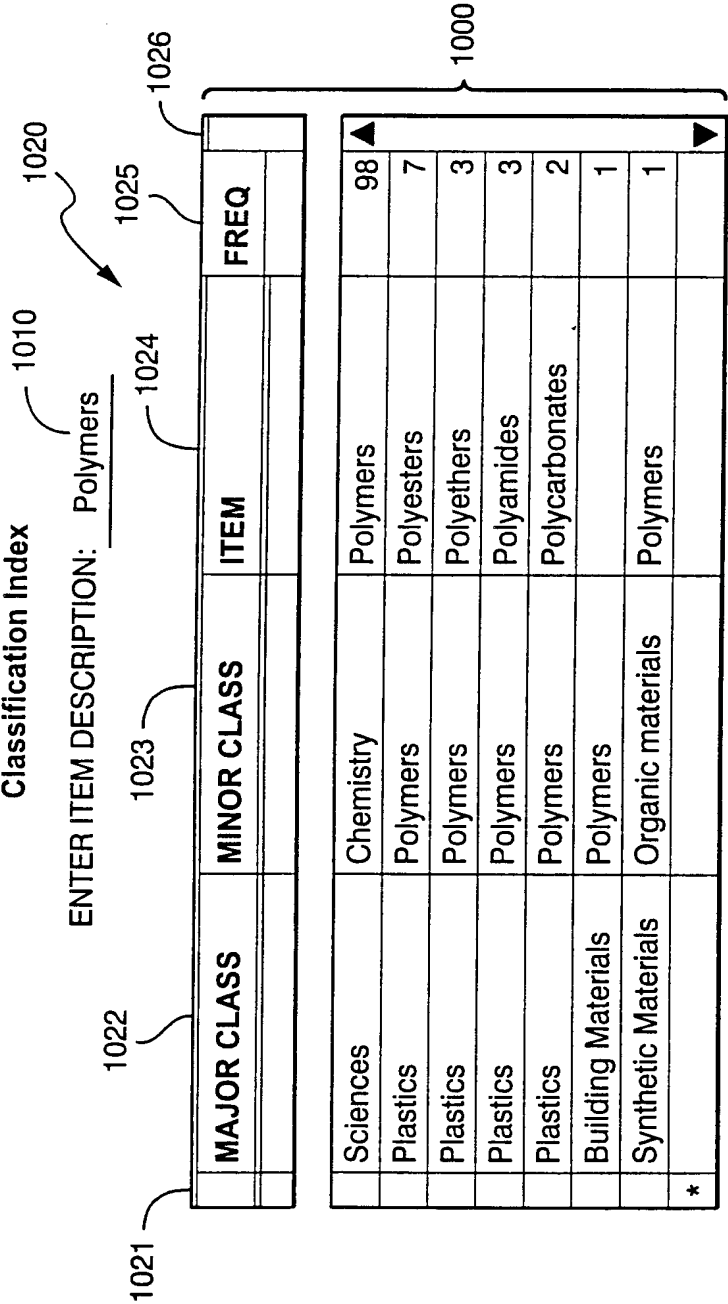 Classification Index
ENTER ITEM DESCRIPTION: Polymers
1010
1020
1021
1022
1023
1024
1025
1026
MAJOR CLASS MINOR CLASS ITEM FREQ
Sciences Chemistry Polymers 98
Plastics Polymers Polyesters 7
Plastics Polymers Polyethers 3
Plastics Polymers Polyamides 3
Plastics Polymers Polycarbonates 2
Building Materials Polymers 1
Synthetic Materials Organic materials Polymers 1
*
1000